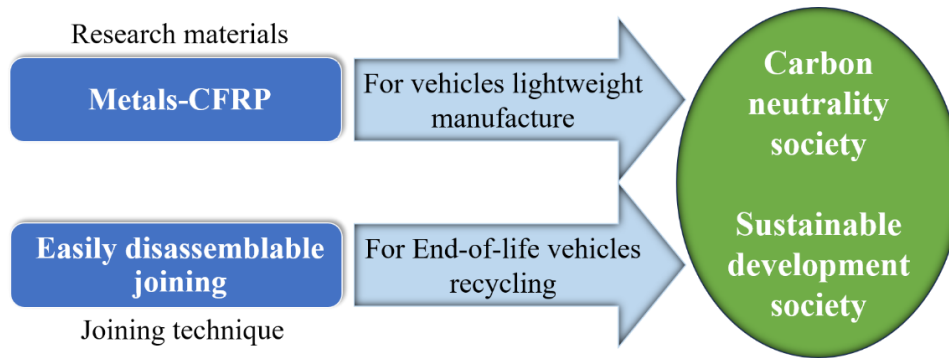 Research materials
Metals-CFRP
For vehicles lightweight
manufacture
Carbon
neutrality
society
Easily disassemblable
joining
For End-of-life vehicles
recycling
Sustainable
development
society
Joining technique